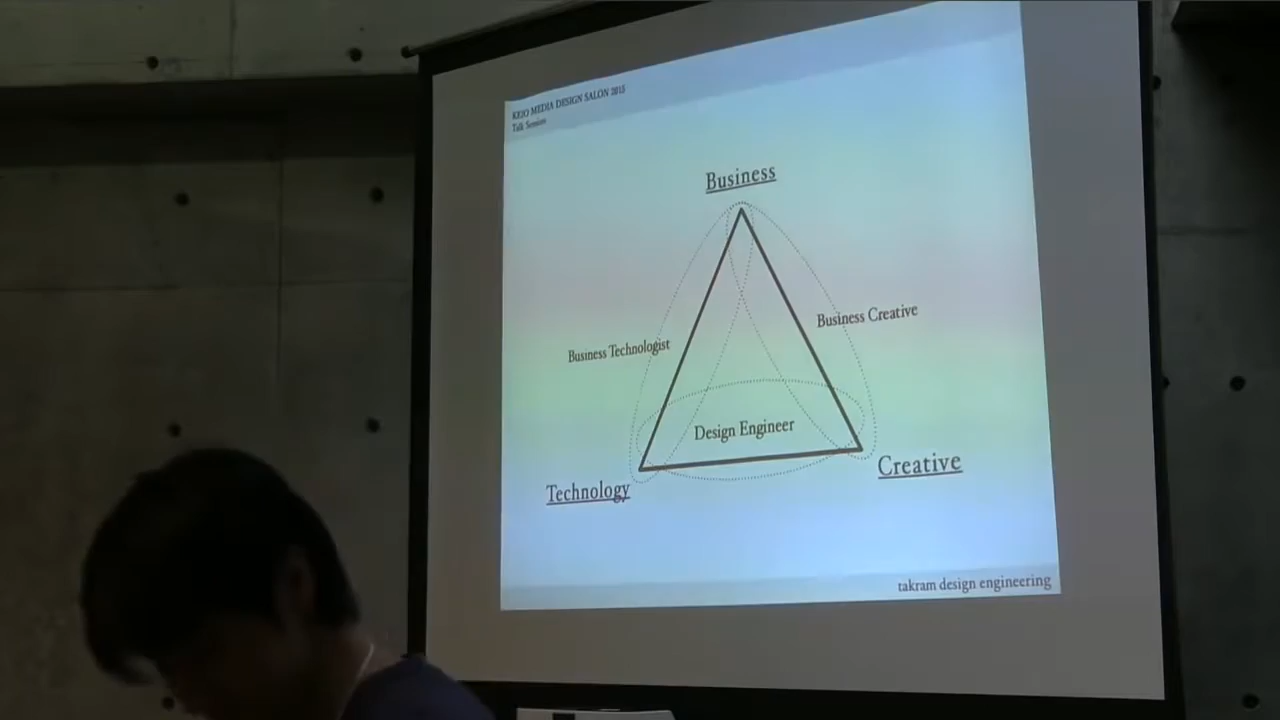 KEIO MEDIA DESIGN SALON 2015
Talk Session
Business
Business Creative
Business Technologist
Design Engineer
Creative
Technology
takram design engineering